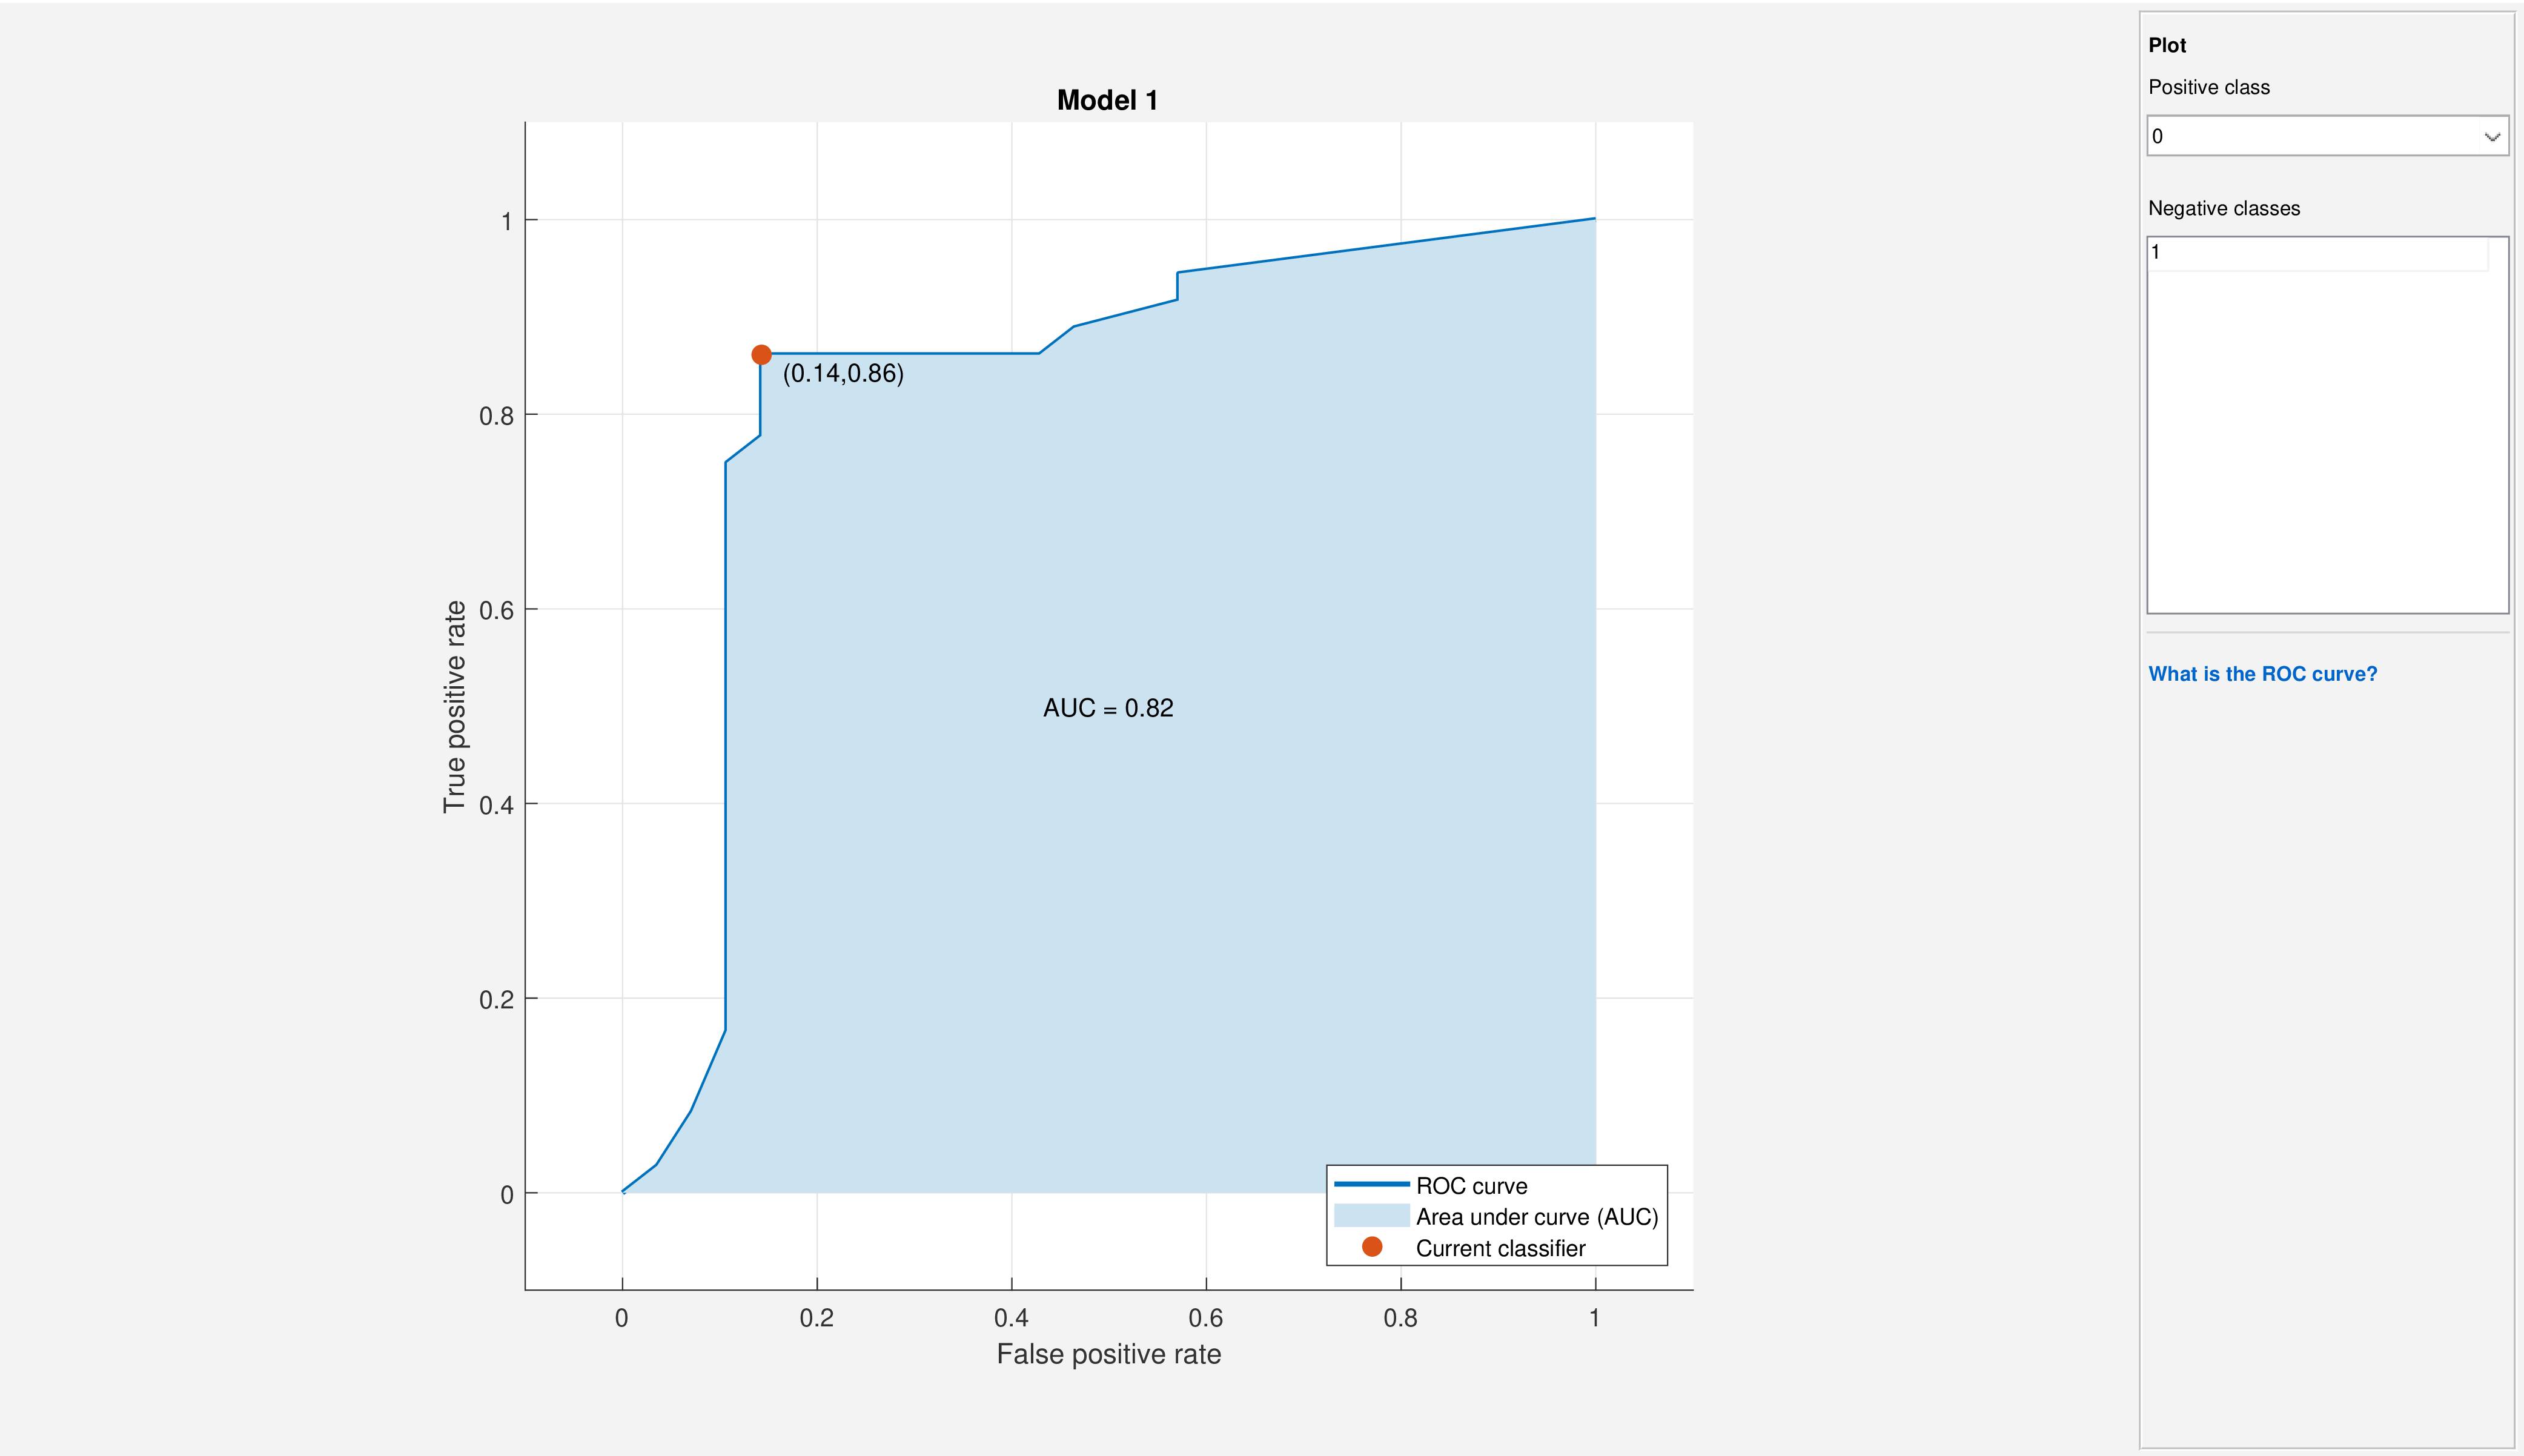 Model 1
1
0.8
0.6
0.4
0.2
0
True positive rate
(0.14,0.86)
AUC = 0.82
ROC curve
Area under curve (AUC)
Current classifier
0
0.2
0.4
0.6
0.8
1
False positive rate
Plot
Positive class
0
Negative classes
1
What is the ROC curve?